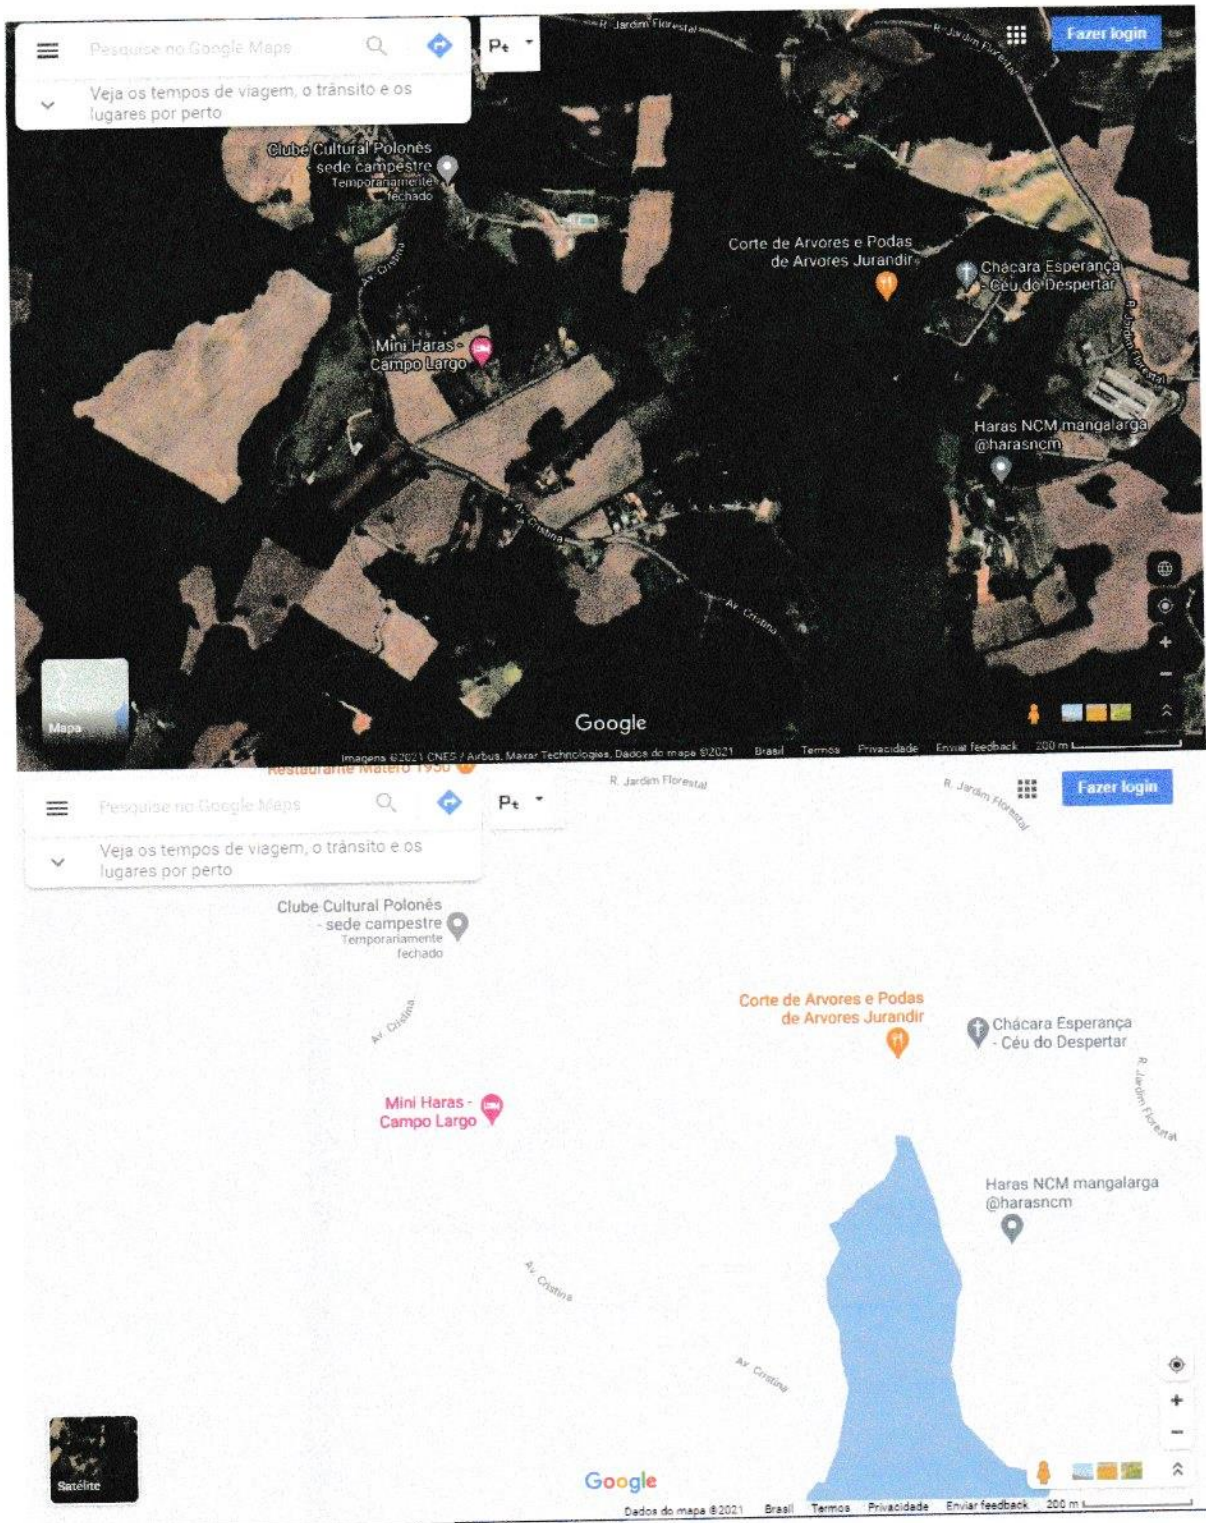 R. Jardim Florestal
R. Jardim Florestal
Pesquise no Google Maps
Pt
Fazer login
Veja os tempos de viagem, o trânsito e os
lugares por perto
Clube Cultural Polonês
- sede campestre
Temporariamente
fechado
Av. Cristina
Corte de Arvores e Podas
de Arvores Jurandir
Chácara Esperança
- Céu do Despertar
R. Jardim Florestal
Mini Haras -
Campo Largo
Haras NCM mangalarga
@harasncm
Av. Cristina
Av. Cristina
Mapa
Google
Imagens ©2021 CNES / Airbus, Maxar Technologies, Dados do mapa ©2021 Brasil Termos Privacidade Enviar feedback 200 m
Restaurante Matero 1930
R. Jardim Florestal
R. Jardim Florestal
Pesquise no Google Maps
Pt
Fazer login
Veja os tempos de viagem, o trânsito e os
lugares por perto
Clube Cultural Polonês
- sede campestre
Temporariamente
fechado
Av. Cristina
Corte de Arvores e Podas
de Arvores Jurandir
Chácara Esperança
- Céu do Despertar
R. Jardim Florestal
Mini Haras -
Campo Largo
Haras NCM mangalarga
@harasncm
Av. Cristina
Av. Cristina
Satélite
Google
Dados do mapa ©2021 Brasil Termos Privacidade Enviar feedback 200 m